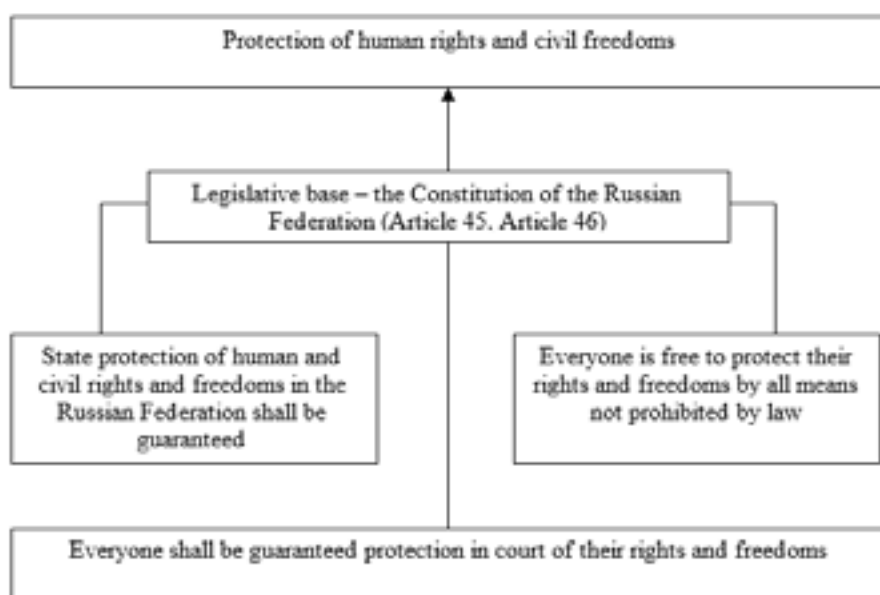 Protection of human rights and civil freedoms
Legislative base – the Constitution of the Russian
Federation (Article 45. Article 46)
State protection of human and
civil rights and freedoms in the
Russian Federation shall be
guaranteed
Everyone is free to protect their
rights and freedoms by all means
not prohibited by law
Everyone shall be guaranteed protection in court of their rights and freedoms